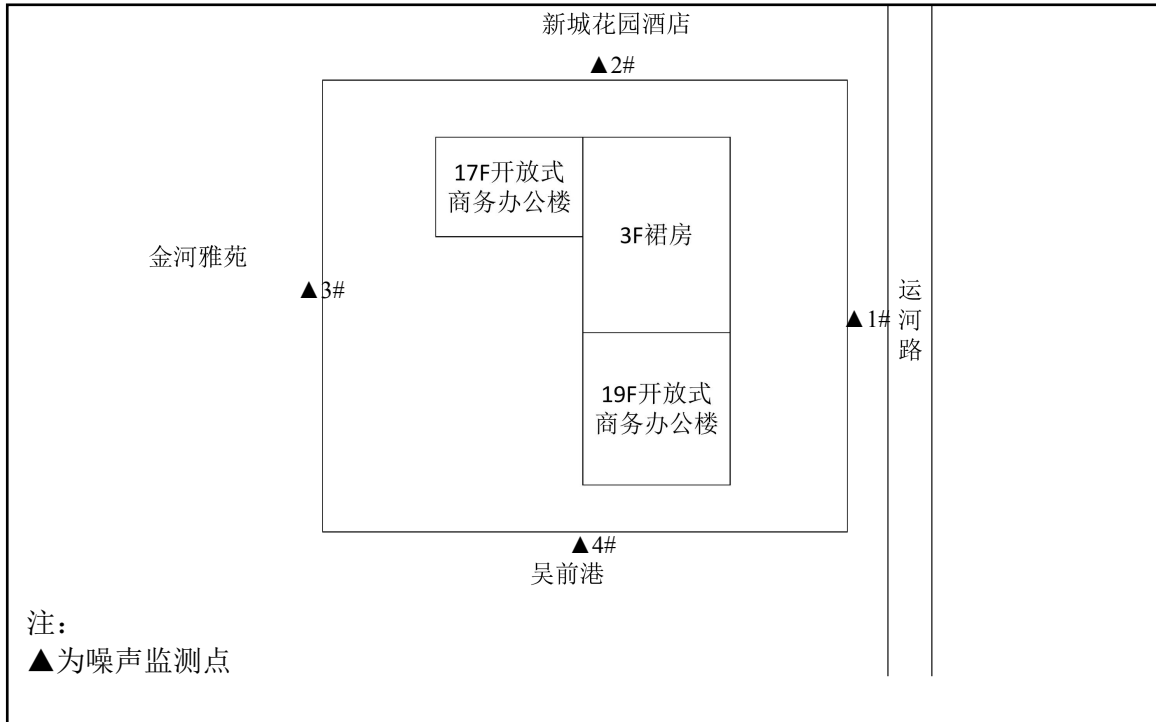 新城花园酒店
▲2#
17F开放式
商务办公楼
3F裙房
金河雅苑
▲3#
▲1#
运
河
路
19F开放式
商务办公楼
▲4#
吴前港
注：
▲为噪声监测点